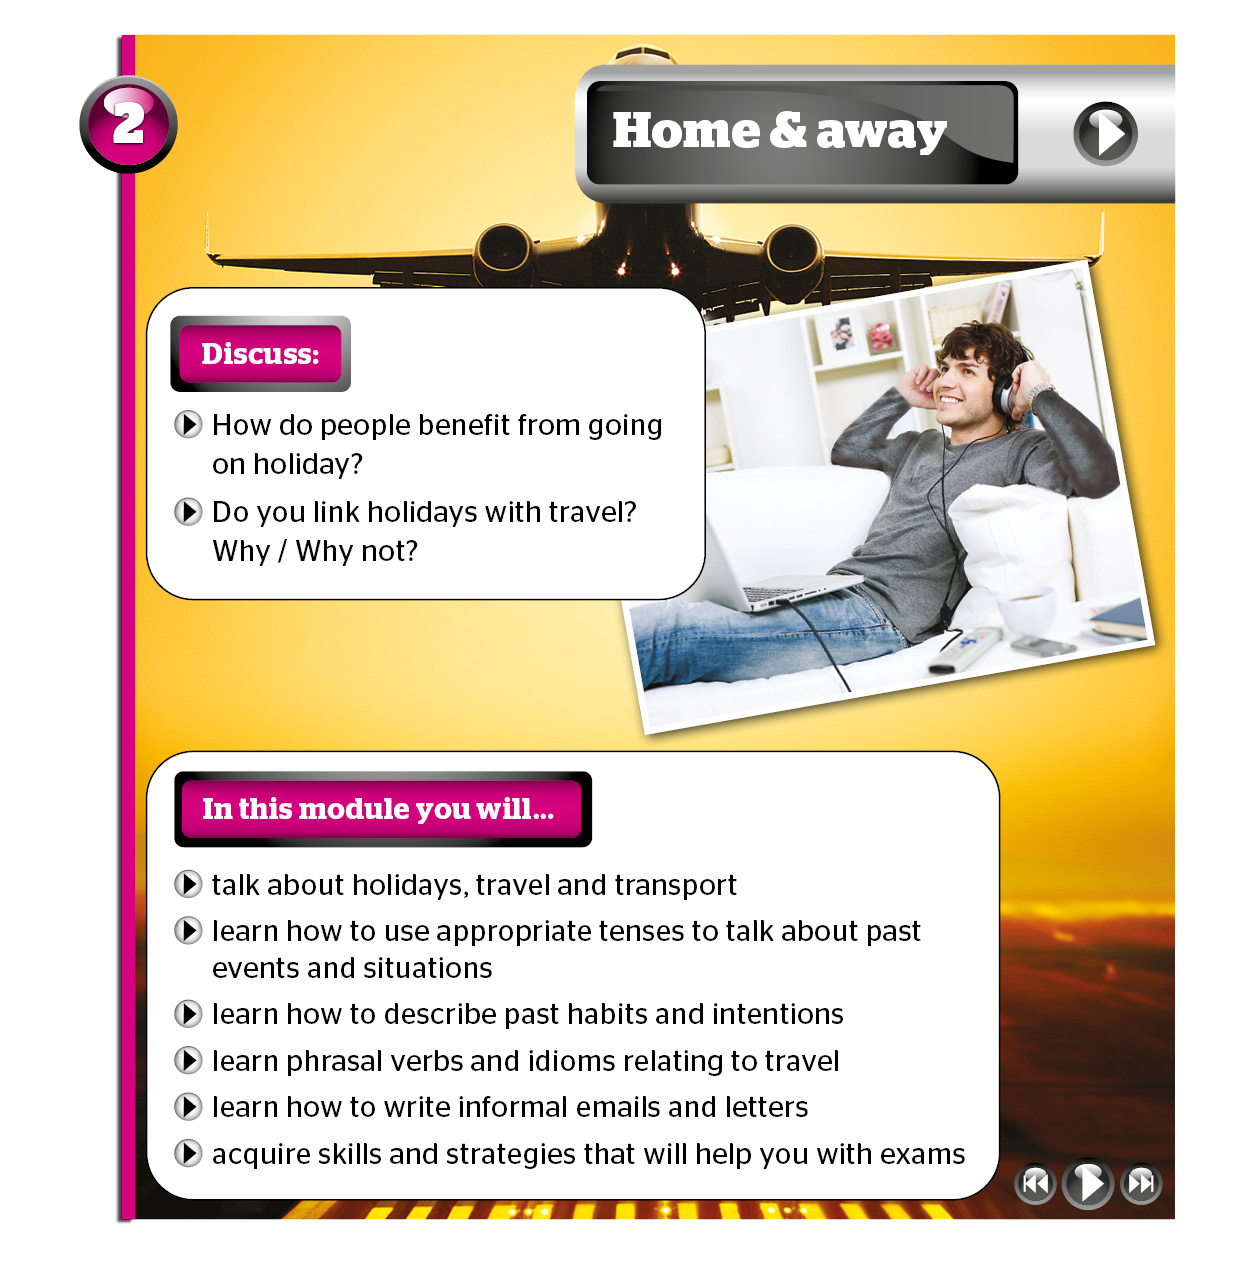 2
Home & away
Discuss:
How do people benefit from going
on holiday?
Do you link holidays with travel?
Why / Why not?
In this module you will...
talk about holidays, travel and transport
learn how to use appropriate tenses to talk about past
events and situations
learn how to describe past habits and intentions
learn phrasal verbs and idioms relating to travel
learn how to write informal emails and letters
acquire skills and strategies that will help you with exams